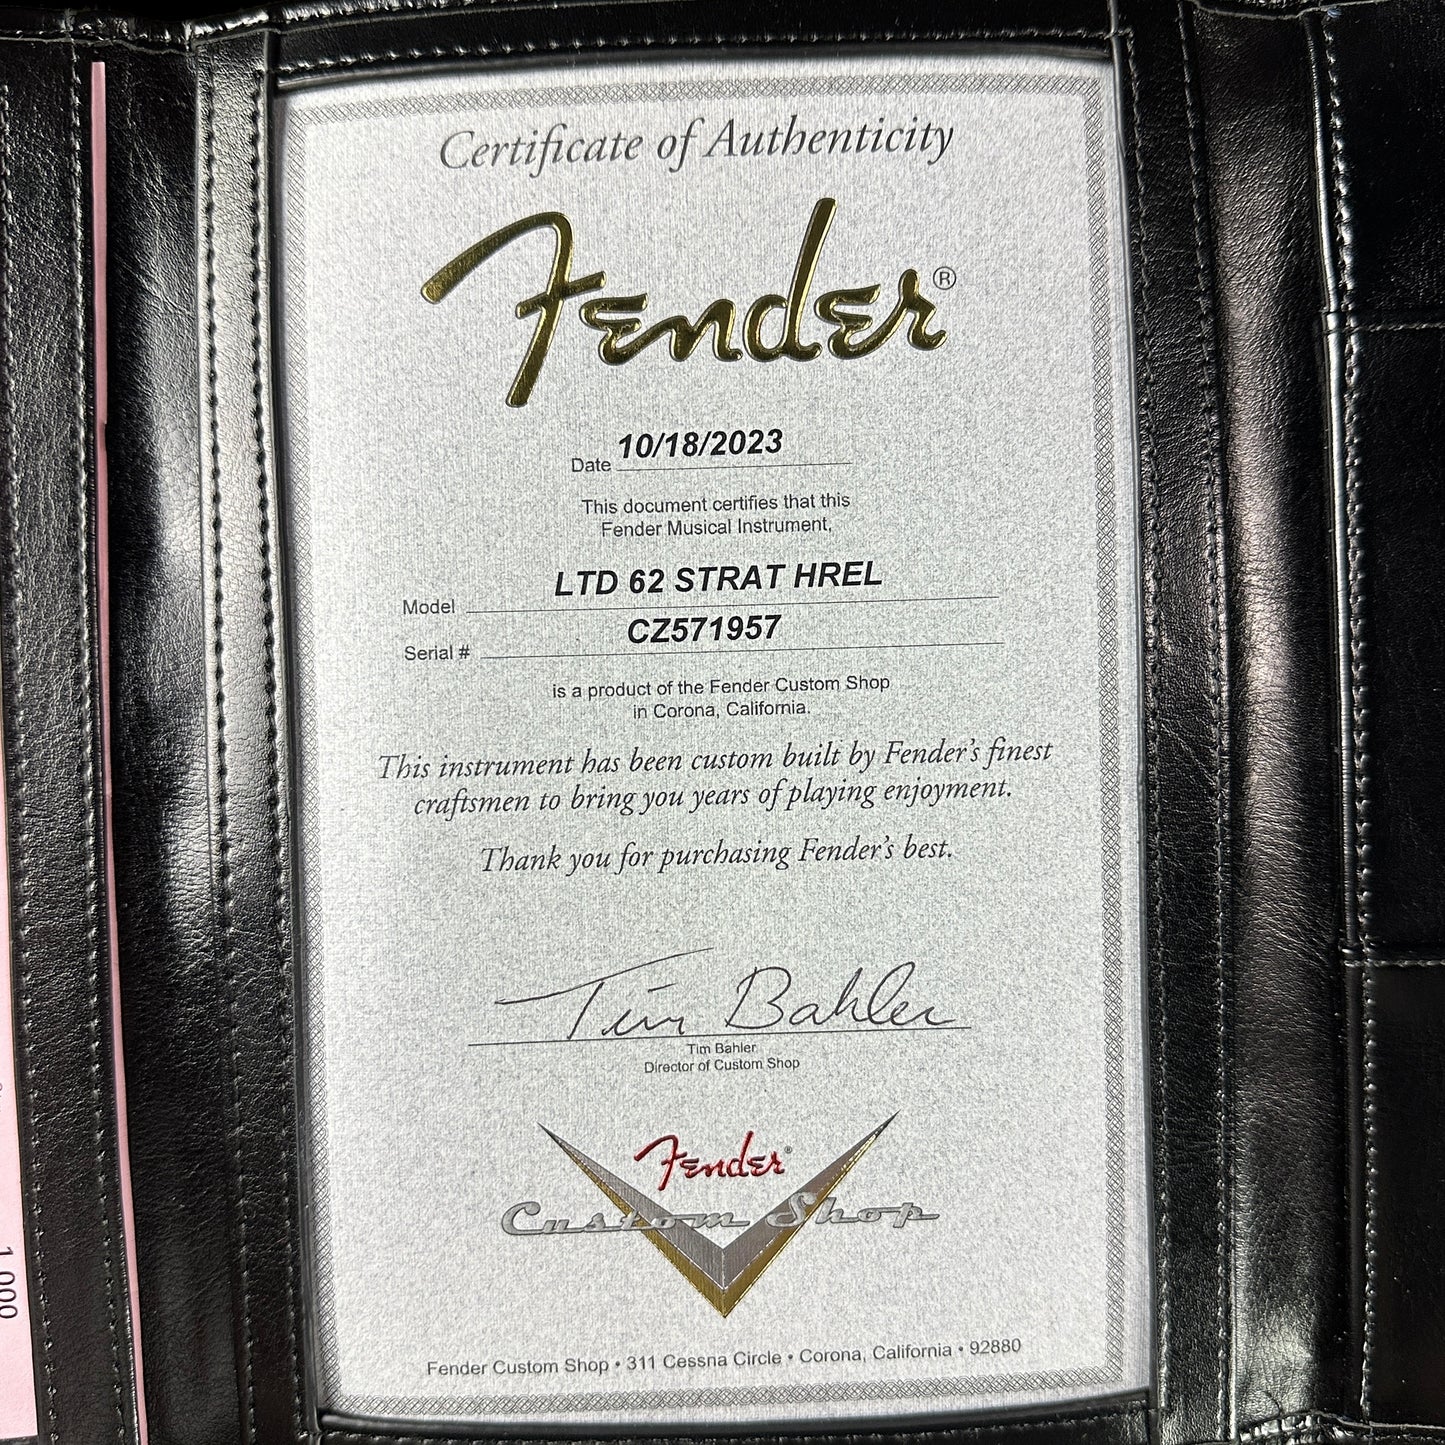 Certificate of Authenticity
Fender®
Date 10/18/2023
This document certifies that this
Fender Musical Instrument,
Model LTD 62 STRAT HREL
Serial # CZ571957
is a product of the Fender Custom Shop
in Corona, California.
This instrument has been custom built by Fender's finest
craftsmen to bring you years of playing enjoyment.
Thank you for purchasing Fender's best.
Tim Bahler
Tim Bahler
Director of Custom Shop
Fender®
Custom Shop
Fender Custom Shop • 311 Cessna Circle • Corona, California • 92880
1.000